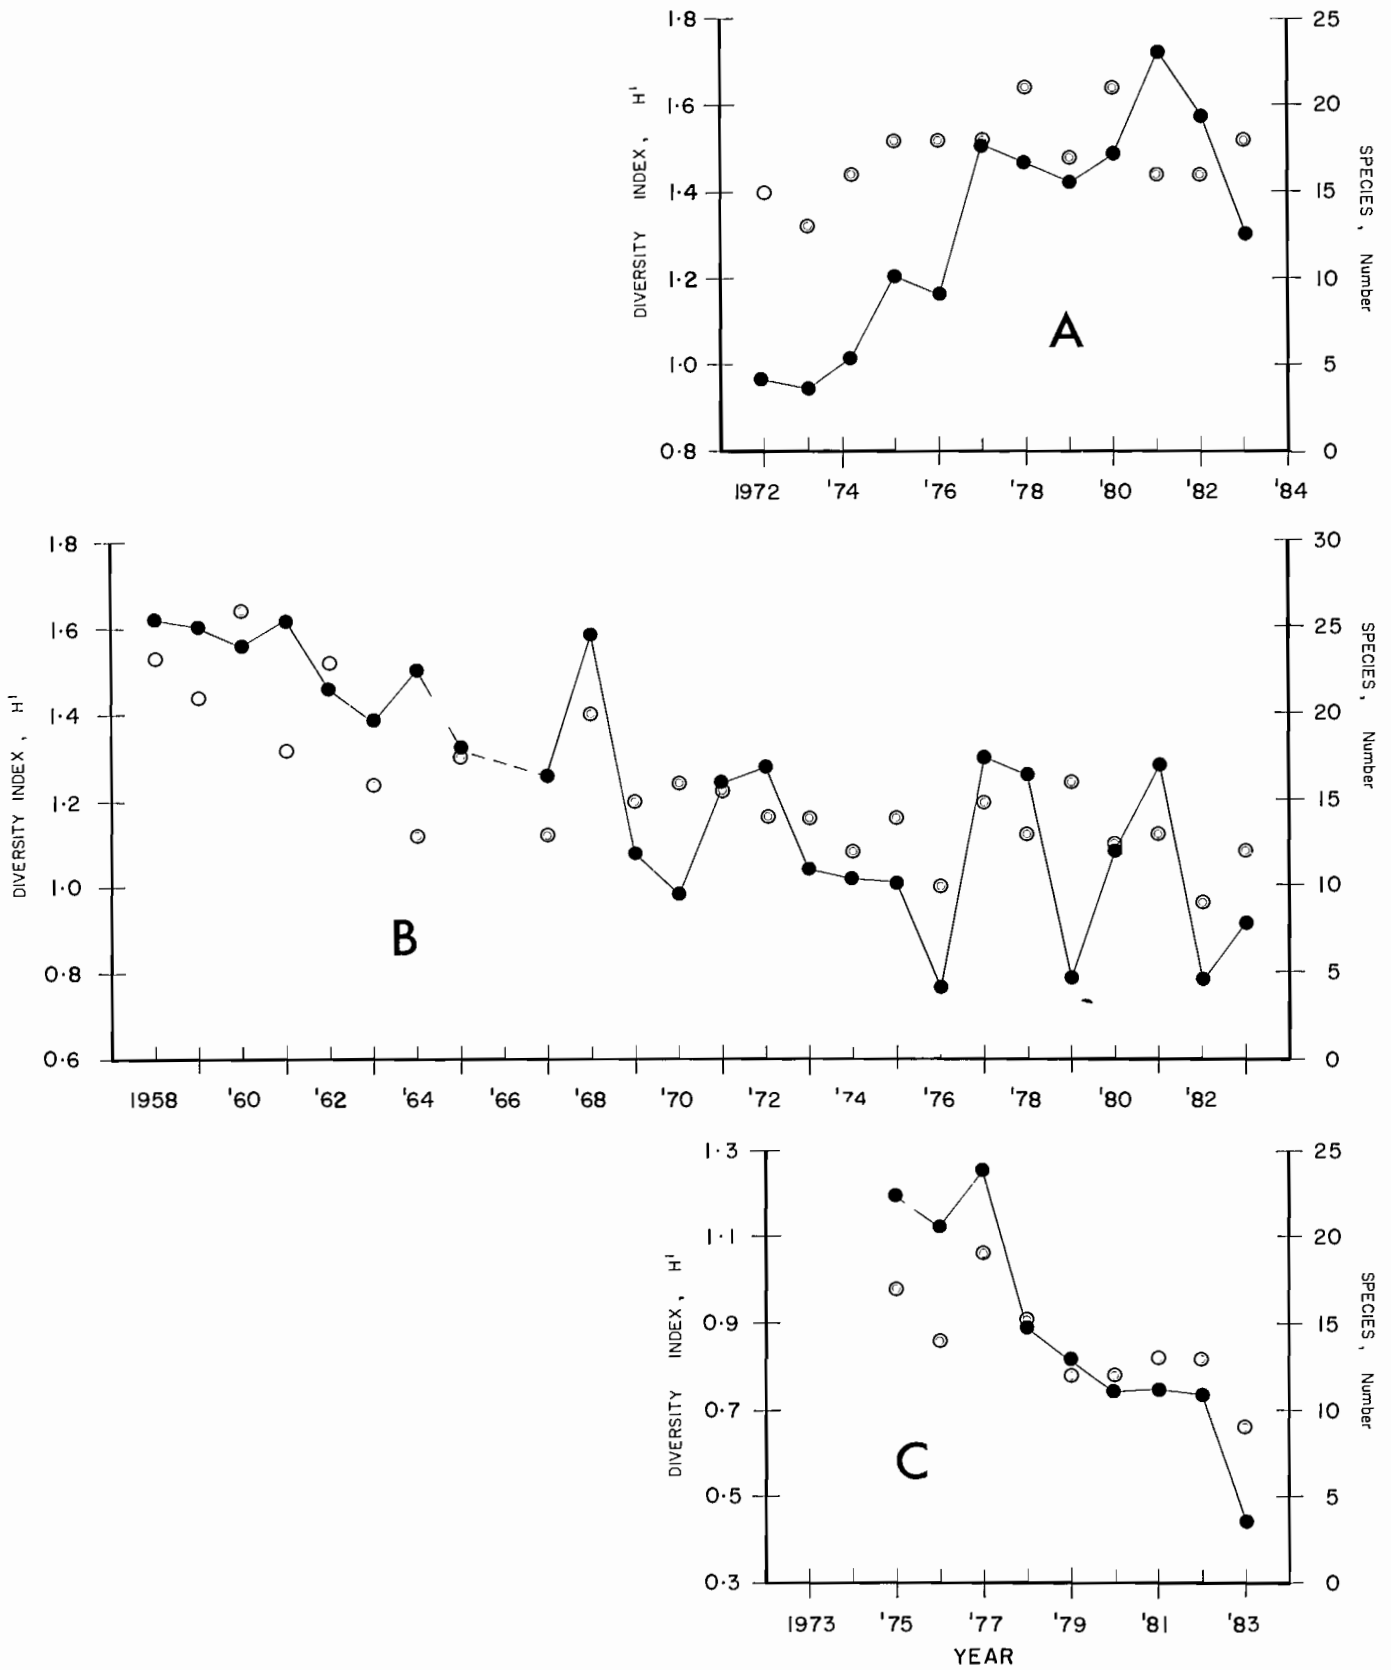 1·8
1·6
1·4
1·2
1·0
0·8
DIVERSITY INDEX, H'
25
20
15
10
5
0
SPECIES, Number
A
1972 '74 '76 '78 '80 '82 '84
1·8
1·6
1·4
1·2
1·0
0·8
0·6
DIVERSITY INDEX, H'
30
25
20
15
10
5
0
SPECIES, Number
B
1958 '60 '62 '64 '66 '68 '70 '72 '74 '76 '78 '80 '82
1·3
1·1
0·9
0·7
0·5
0·3
DIVERSITY INDEX, H'
25
20
15
10
5
0
SPECIES, Number
C
1973 '75 '77 '79 '81 '83
YEAR